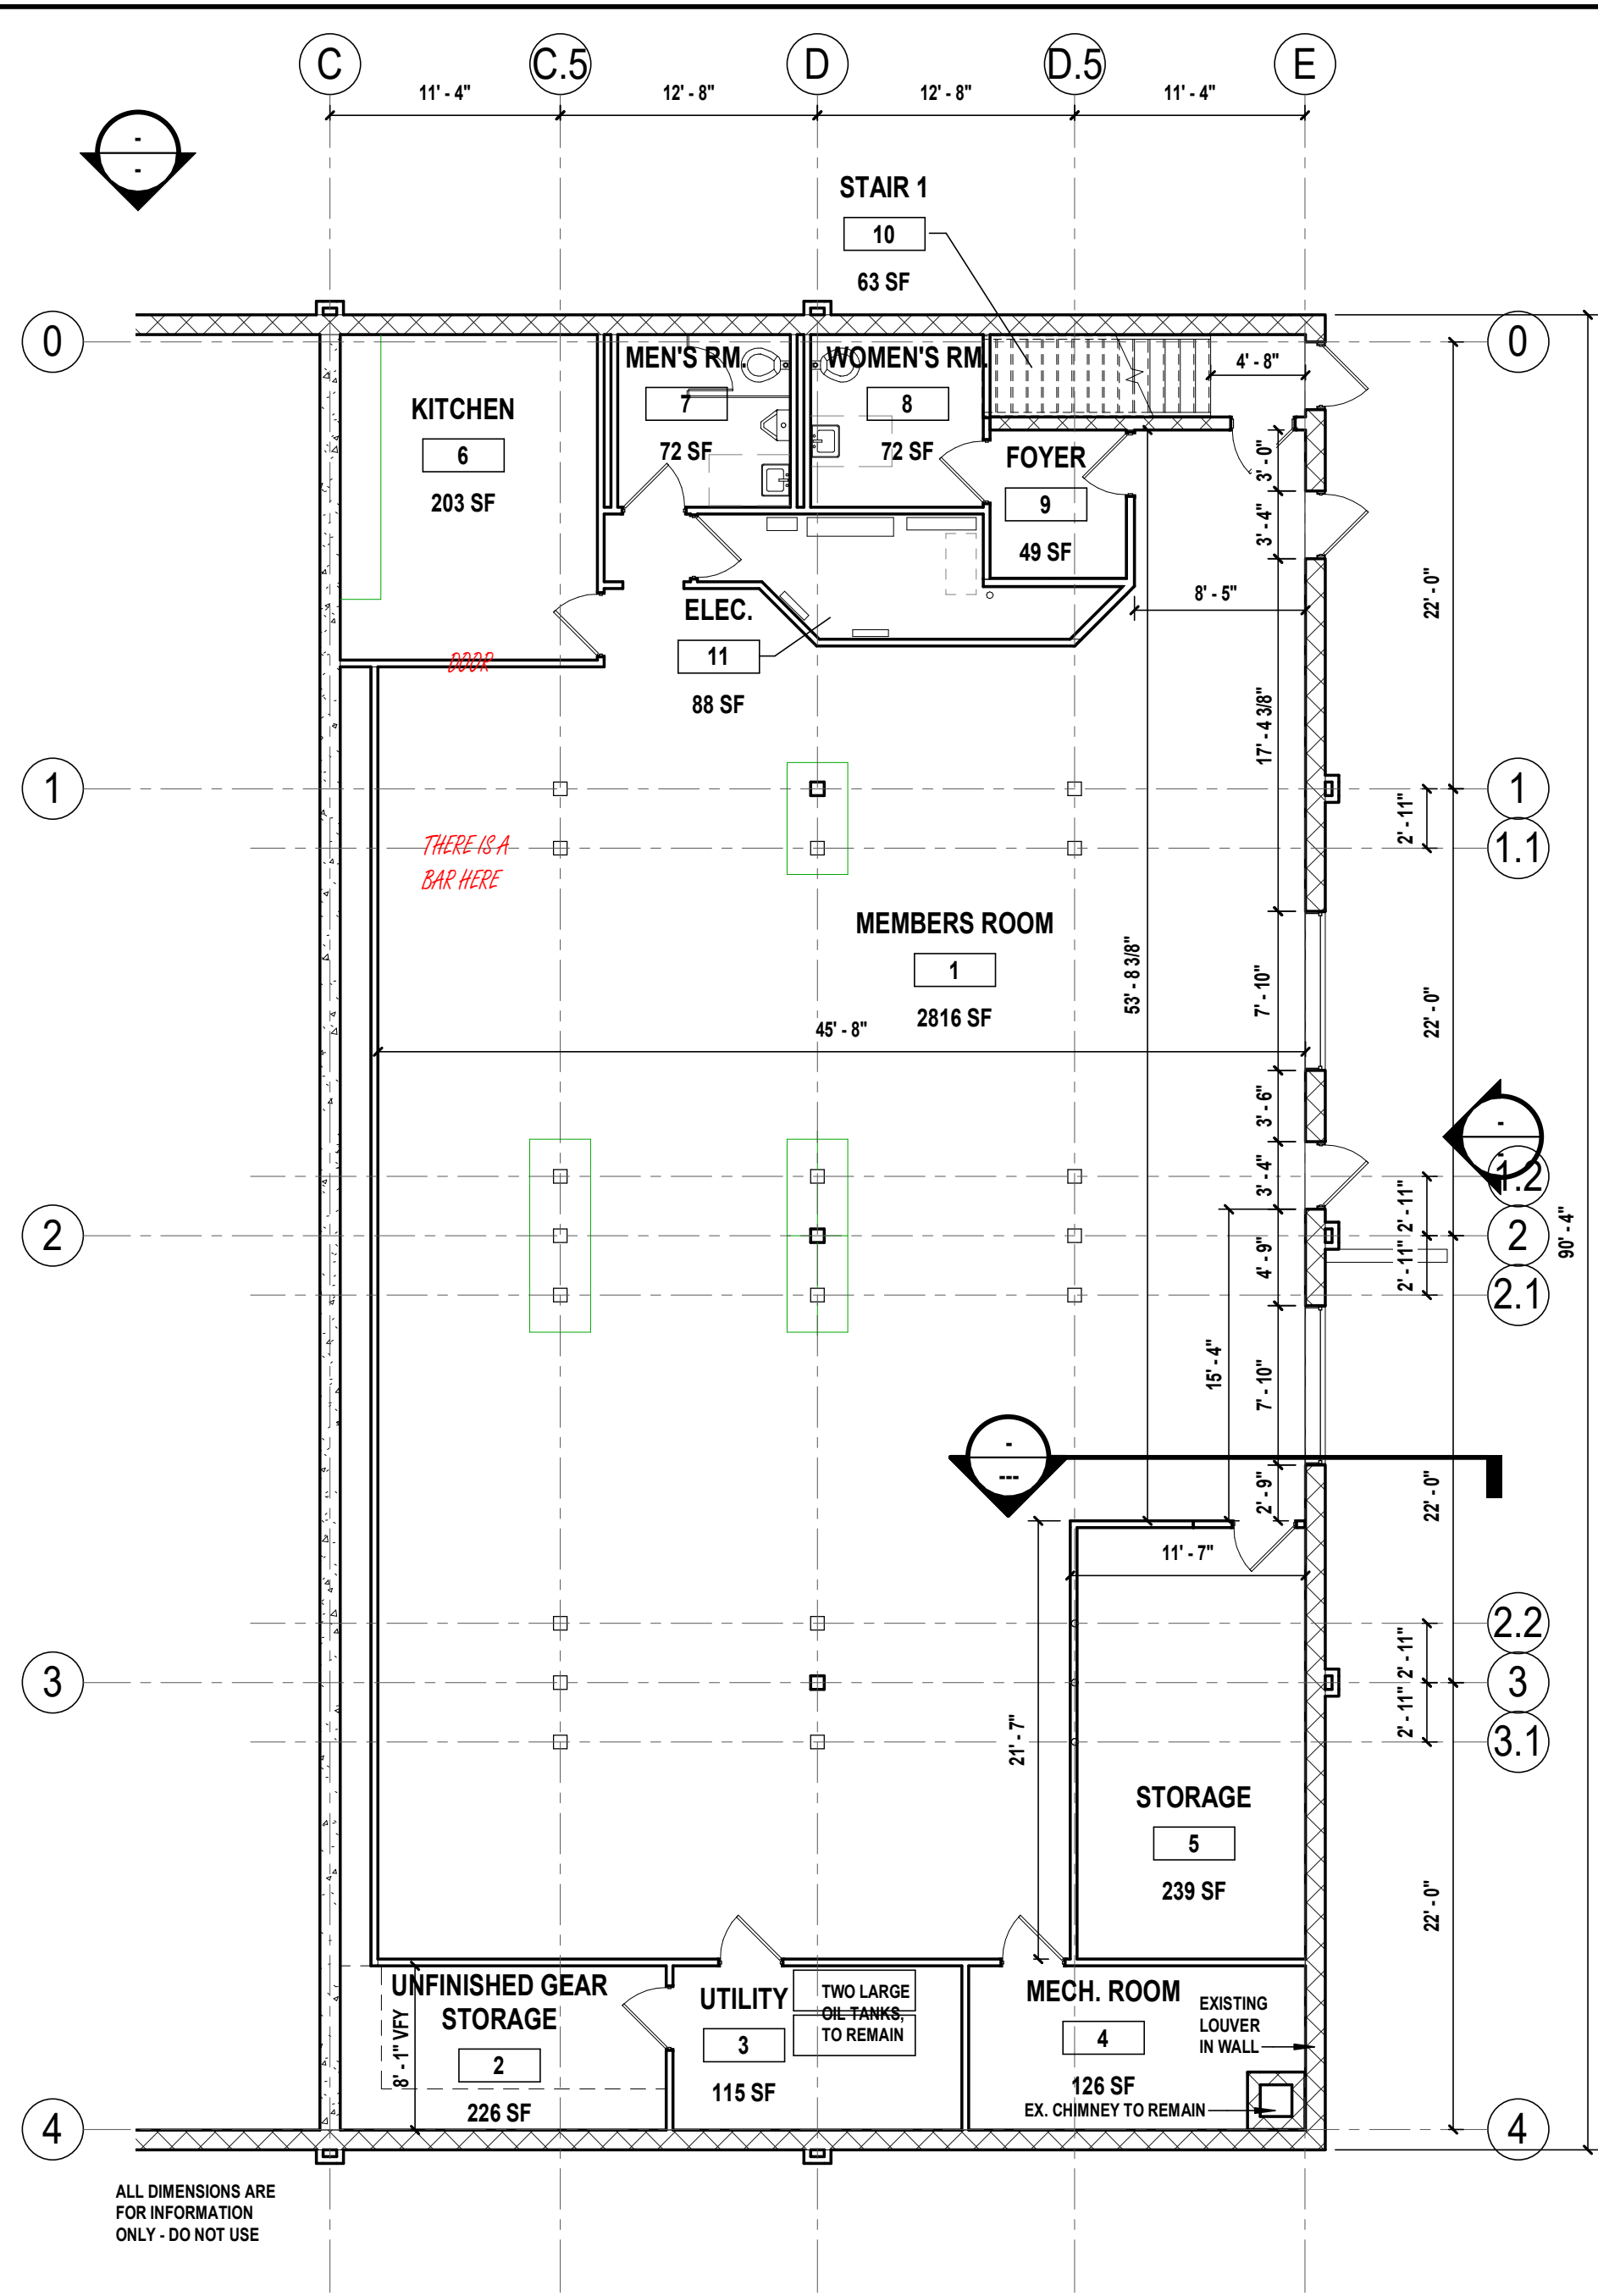 C
C.5
D
D.5
E
11' - 4"
12' - 8"
12' - 8"
11' - 4"
-
-
STAIR 1
10
63 SF
0
0
MEN'S RM.
7
72 SF
WOMEN'S RM.
8
72 SF
4' - 8"
KITCHEN
6
203 SF
FOYER
9
49 SF
3' - 0"
3' - 4"
8' - 5"
22' - 0"
ELEC.
11
88 SF
DOOR
17' - 4 3/8"
1
1
2' - 11"
1.1
THERE IS A
BAR HERE
MEMBERS ROOM
1
2816 SF
53' - 8 3/8"
7' - 10"
22' - 0"
45' - 8"
3' - 6"
-
-
3' - 4"
1.2
2' - 11"
2
2
90' - 4"
4' - 9"
2' - 11"
2.1
15' - 4"
7' - 10"
-
---
2' - 9"
22' - 0"
11' - 7"
2.2
2' - 11"
3
3
2' - 11"
3.1
21' - 7"
STORAGE
5
239 SF
22' - 0"
UNFINISHED GEAR
STORAGE
2
226 SF
8' - 1" VFY
UTILITY
3
115 SF
TWO LARGE
OIL TANKS,
TO REMAIN
MECH. ROOM
4
126 SF
EX. CHIMNEY TO REMAIN
EXISTING
LOUVER
IN WALL
4
4
ALL DIMENSIONS ARE
FOR INFORMATION
ONLY - DO NOT USE